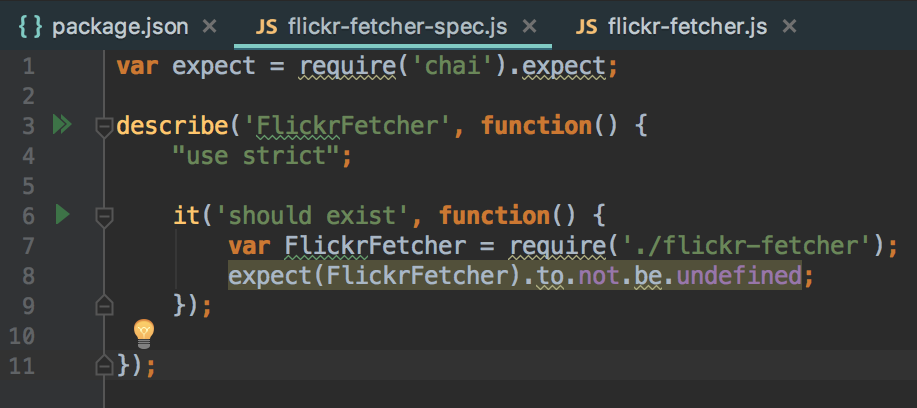 {} package.json × JS flickr-fetcher-spec.js × JS flickr-fetcher.js ×
1 var expect = require('chai').expect;
2
3 describe('FlickrFetcher', function() {
4 "use strict";
5
6 it('should exist', function() {
7 var FlickrFetcher = require('./flickr-fetcher');
8 expect(FlickrFetcher).to.not.be.undefined;
9 });
10
11 });